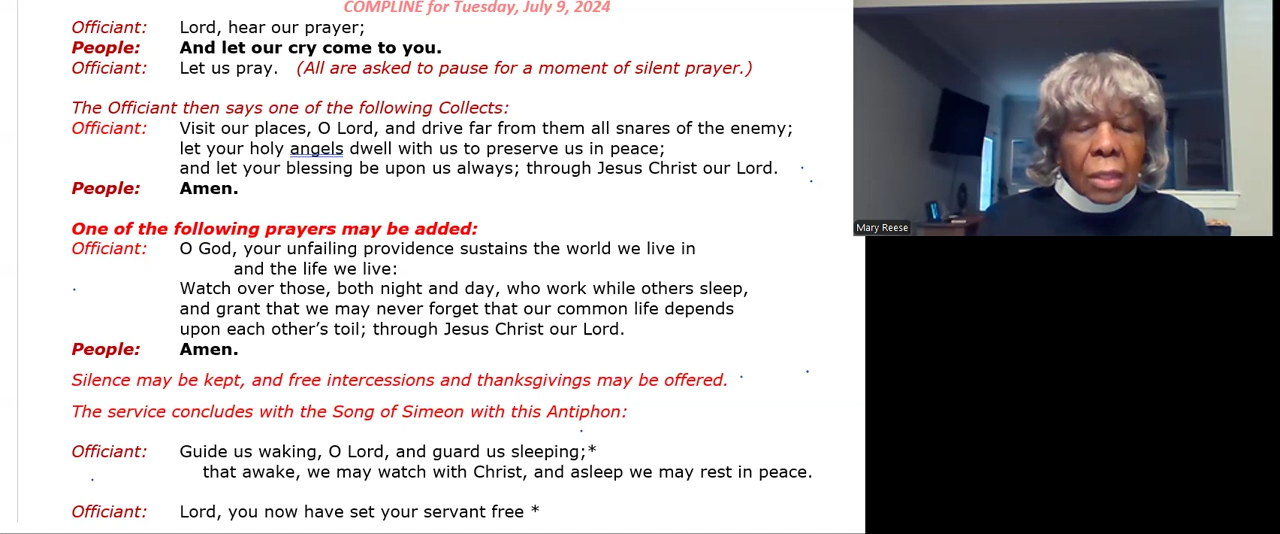 COMPLINE for Tuesday, July 9, 2024
Officiant: Lord, hear our prayer;
People: And let our cry come to you.
Officiant: Let us pray. (All are asked to pause for a moment of silent prayer.)
The Officiant then says one of the following Collects:
Officiant: Visit our places, O Lord, and drive far from them all snares of the enemy;
let your holy angels dwell with us to preserve us in peace;
and let your blessing be upon us always; through Jesus Christ our Lord.
People: Amen.
One of the following prayers may be added:
Officiant: O God, your unfailing providence sustains the world we live in
and the life we live:
Watch over those, both night and day, who work while others sleep,
and grant that we may never forget that our common life depends
upon each other’s toil; through Jesus Christ our Lord.
People: Amen.
Silence may be kept, and free intercessions and thanksgivings may be offered.
The service concludes with the Song of Simeon with this Antiphon:
Officiant: Guide us waking, O Lord, and guard us sleeping;*
that awake, we may watch with Christ, and asleep we may rest in peace.
Officiant: Lord, you now have set your servant free *
Mary Reese